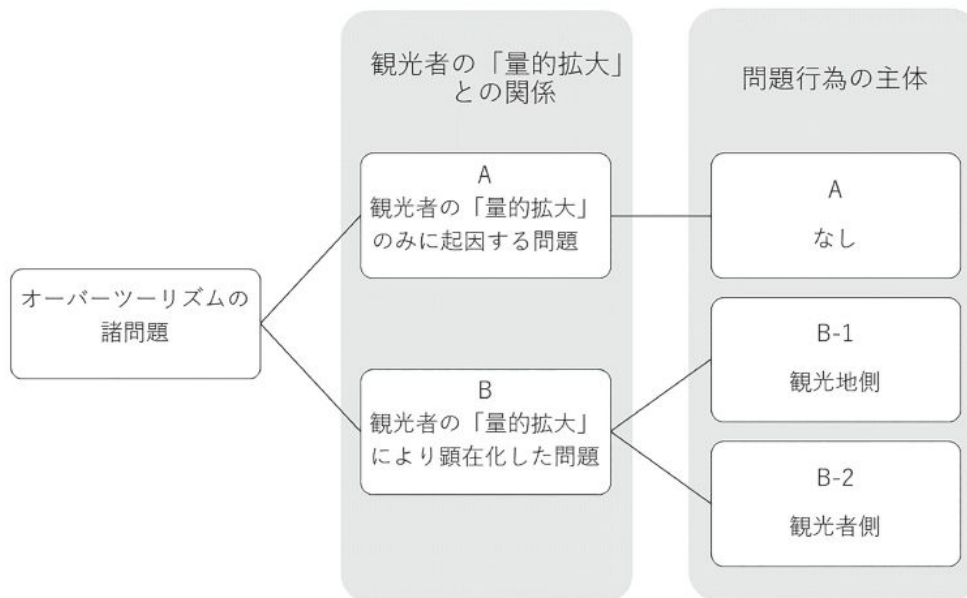 観光者の「量的拡大」
との関係
問題行為の主体
オーバーツーリズムの
諸問題
A
観光者の「量的拡大」
のみに起因する問題
A
なし
B
観光者の「量的拡大」
により顕在化した問題
B-1
観光地側
B-2
観光者側